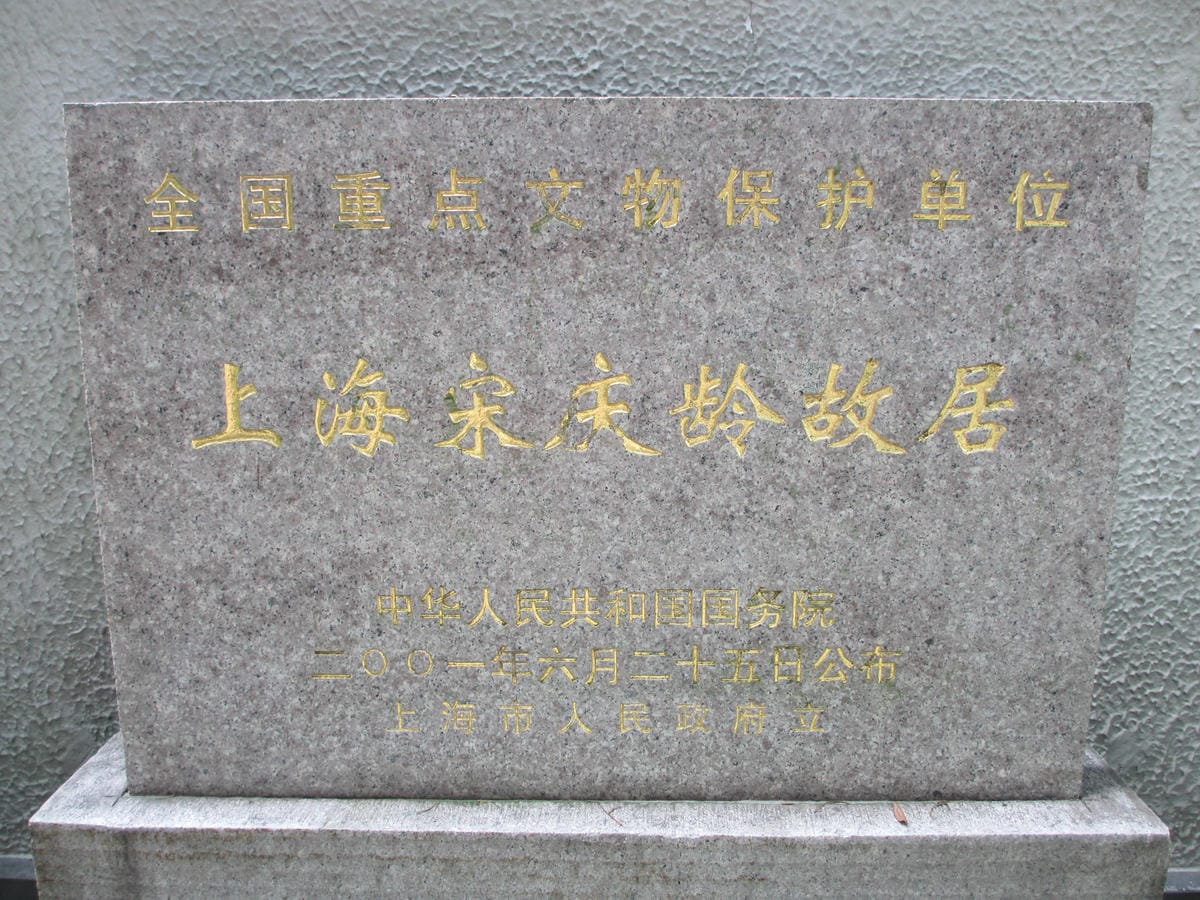 全国重点文物保护单位
上海宋庆龄故居
中华人民共和国国务院
二〇〇一年六月二十五日公布
上海市人民政府立